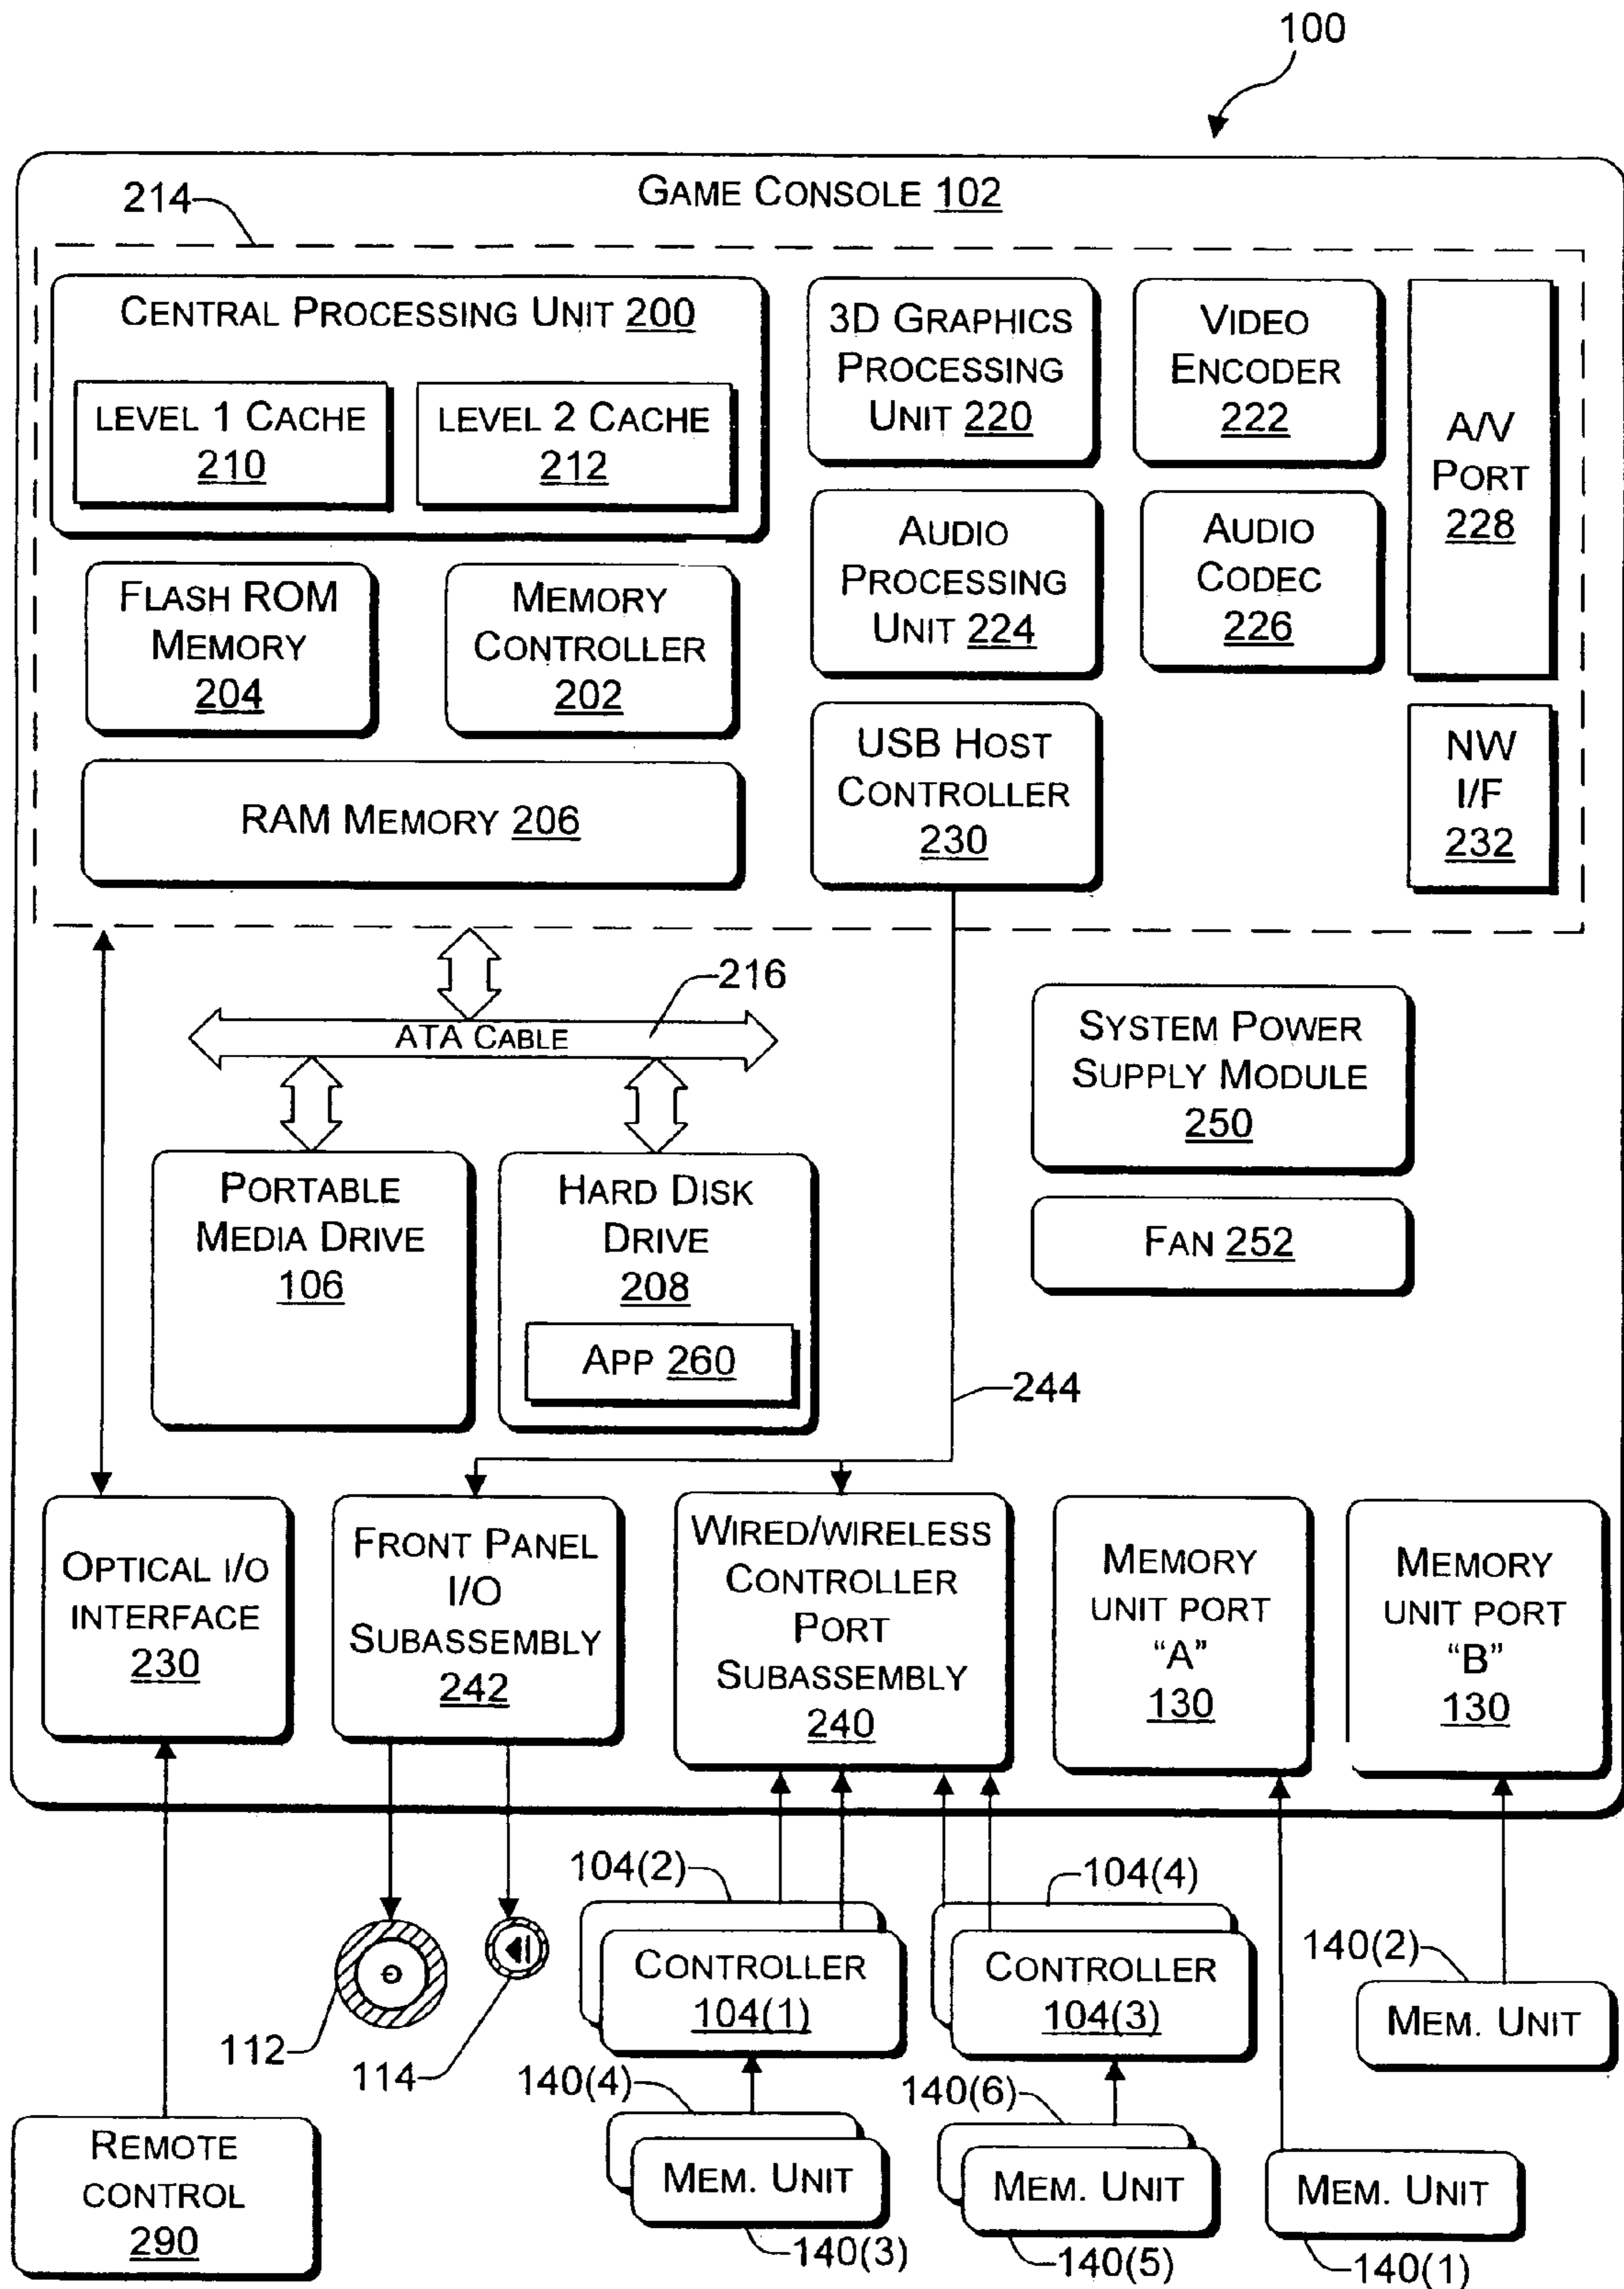 100
GAME CONSOLE 102
214
CENTRAL PROCESSING UNIT 200
LEVEL 1 CACHE
210
LEVEL 2 CACHE
212
3D GRAPHICS
PROCESSING
UNIT 220
VIDEO
ENCODER
222
A/V
PORT
228
AUDIO
PROCESSING
UNIT 224
AUDIO
CODEC
226
FLASH ROM
MEMORY
204
MEMORY
CONTROLLER
202
USB HOST
CONTROLLER
230
NW
I/F
232
RAM MEMORY 206
216
ATA CABLE
SYSTEM POWER
SUPPLY MODULE
250
PORTABLE
MEDIA DRIVE
106
HARD DISK
DRIVE
208
APP 260
FAN 252
244
OPTICAL I/O
INTERFACE
230
FRONT PANEL
I/O
SUBASSEMBLY
242
WIRED/WIRELESS
CONTROLLER
PORT
SUBASSEMBLY
240
MEMORY
UNIT PORT
“A”
130
MEMORY
UNIT PORT
“B”
130
104(2)
104(4)
CONTROLLER
104(1)
CONTROLLER
104(3)
140(2)
MEM. UNIT
112
114
140(4)
140(6)
REMOTE
CONTROL
290
MEM. UNIT
140(3)
MEM. UNIT
140(5)
MEM. UNIT
140(1)